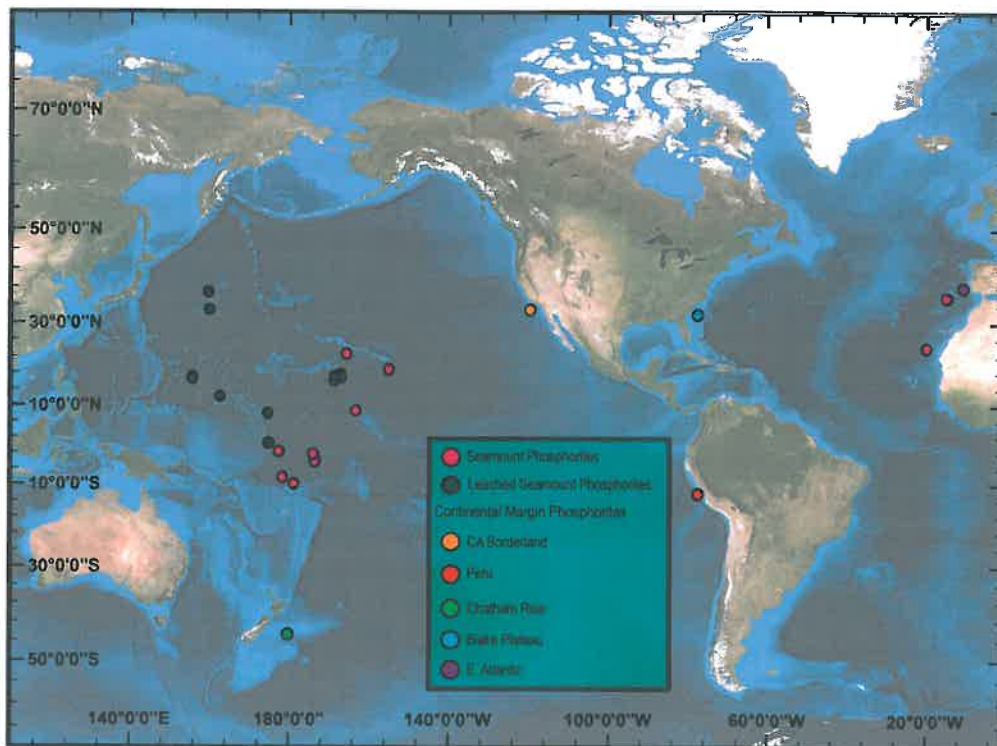 70°0'0"N
50°0'0"N
30°0'0"N
10°0'0"N
10°0'0"S
30°0'0"S
50°0'0"S
Seamount Phosphorites
Leached Seamount Phosphorites
Continental Margin Phosphorites
CA Borderland
Peru
Chatham Rise
Blake Plateau
E. Atlantic
140°0'0"E
180°0'0"
140°0'0"W
100°0'0"W
60°0'0"W
20°0'0"W